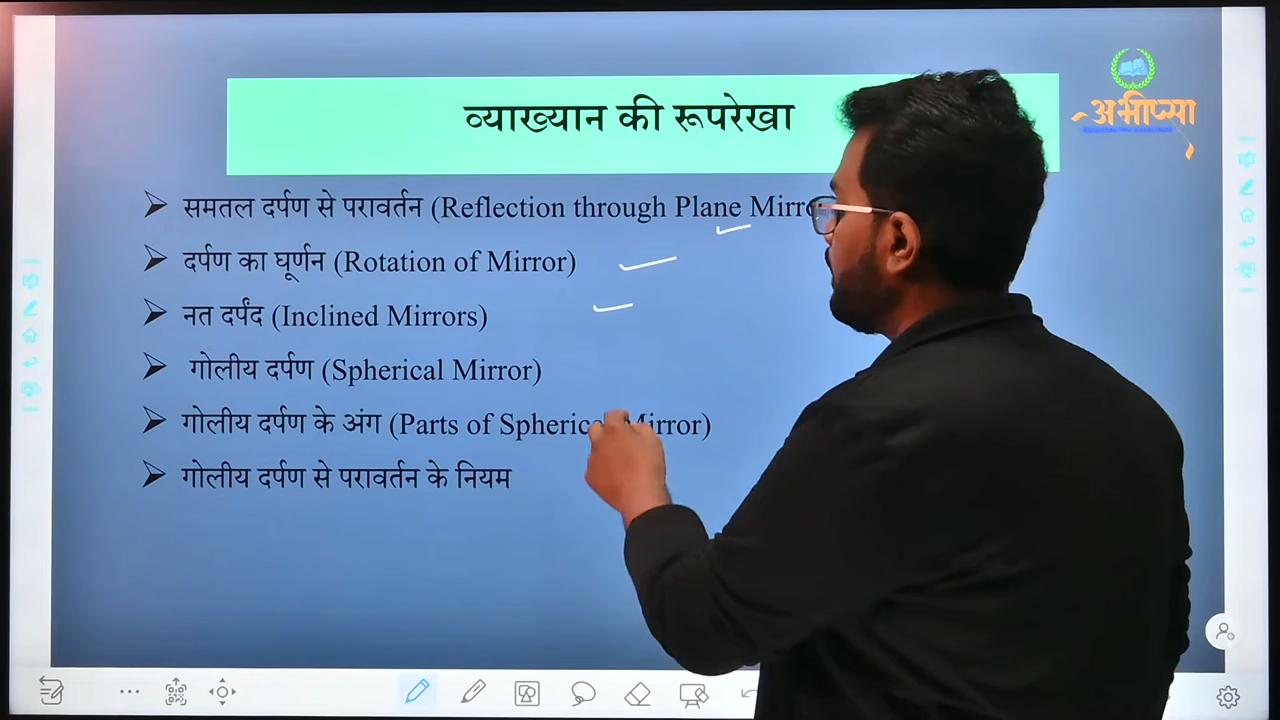 व्याख्यान की रूपरेखा
अभीप्सा
समतल दर्पण से परावर्तन (Reflection through Plane
दर्पण का घूर्णन (Rotation of Mirror)
नत दर्पंद (Inclined Mirrors)
गोलीय दर्पण (Spherical Mirror)
गोलीय दर्पण के अंग (Parts of Mirror)
गोलीय दर्पण से परावर्तन के नियम